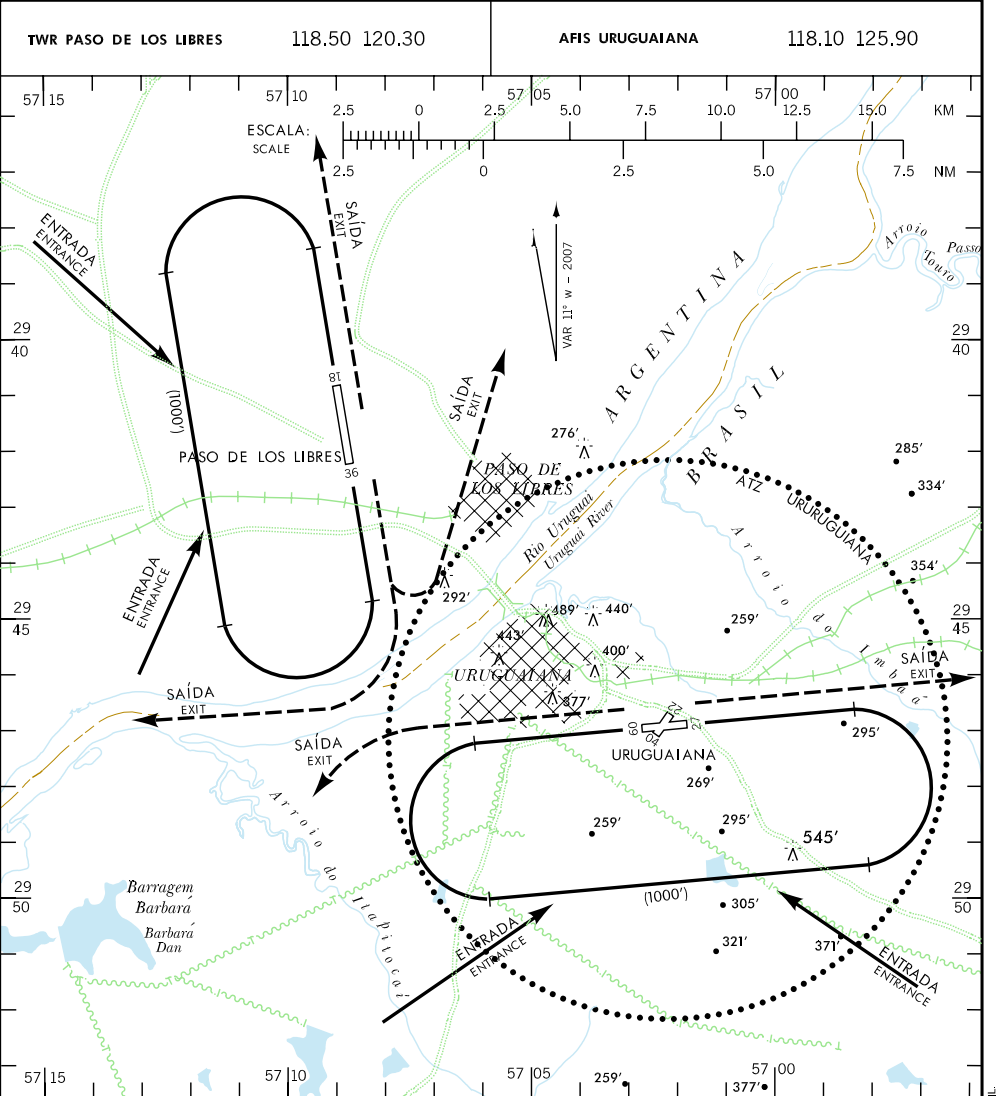 TWR PASO DE LOS LIBRES 118.50 120.30
AFIS URUGUAIANA 118.10 125.90
57 15
57 10
57 05
57 00
2.5 0 2.5 5.0 7.5 10.0 12.5 15.0 KM
ESCALA:
SCALE
2.5 0 2.5 5.0 7.5 NM
SAÍDA
EXIT
ENTRADA
ENTRANCE
VAR 11° W - 2007
ARGENTINA
BRASIL
Arroio
Touro
Passo
29
40
29
40
18
(1000')
PASO DE LOS LIBRES
36
SAÍDA
EXIT
276'
PASO DE
LOS LIBRES
285'
334'
ATZ
URURUGUAIANA
Rio Uruguai
Uruguai River
Arroio do Imbaá
354'
ENTRADA
ENTRANCE
292'
489'
440'
259'
29
45
29
45
443'
400'
URUGUAIANA
377'
SAÍDA
EXIT
SAÍDA
EXIT
SAÍDA
EXIT
22
27
09
04
URUGUAIANA
295'
269'
259'
295'
545'
Arroio do Itapitocaí
Barragem
Barbará
Barbará
Dan
(1000')
29
50
29
50
305'
321'
371'
ENTRADA
ENTRANCE
ENTRADA
ENTRANCE
57 15
57 10
57 05
57 00
259'
377'